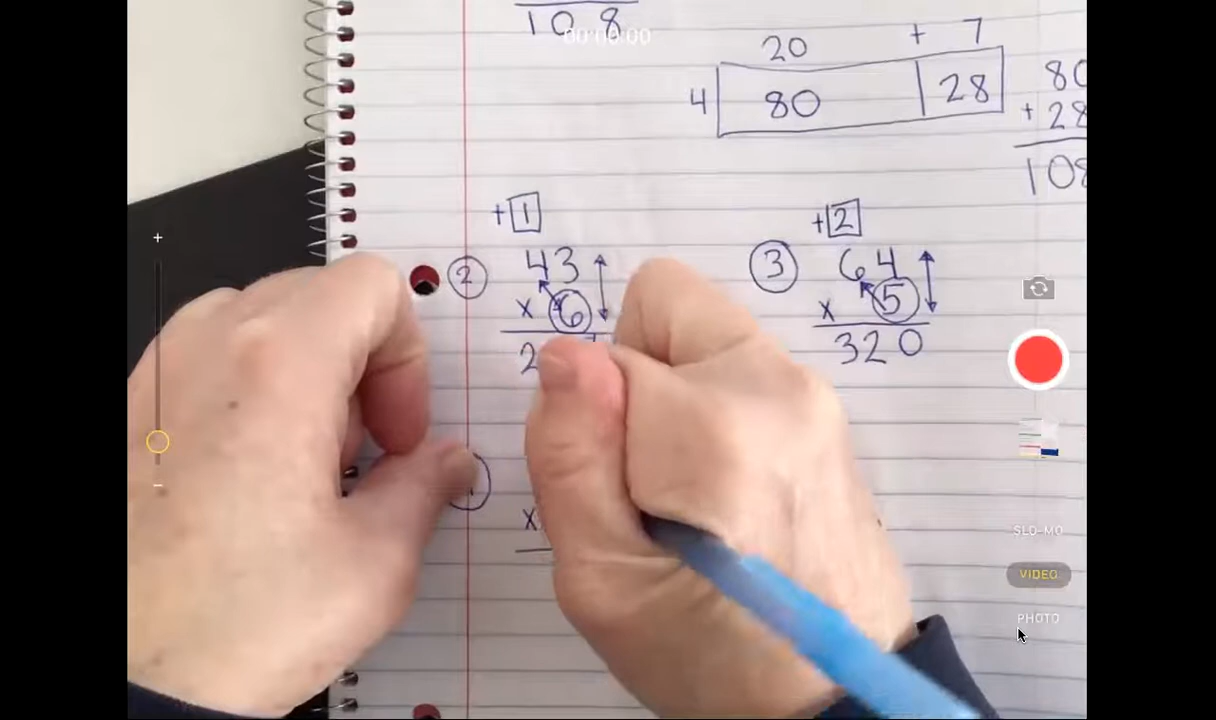 108
00:00:00
20 + 7
4 80 28
80
+ 28
108
+ 1
+ 2
2 43
3 64
x 6
x 5
2
320
x
SLO-MO
VIDEO
PHOTO